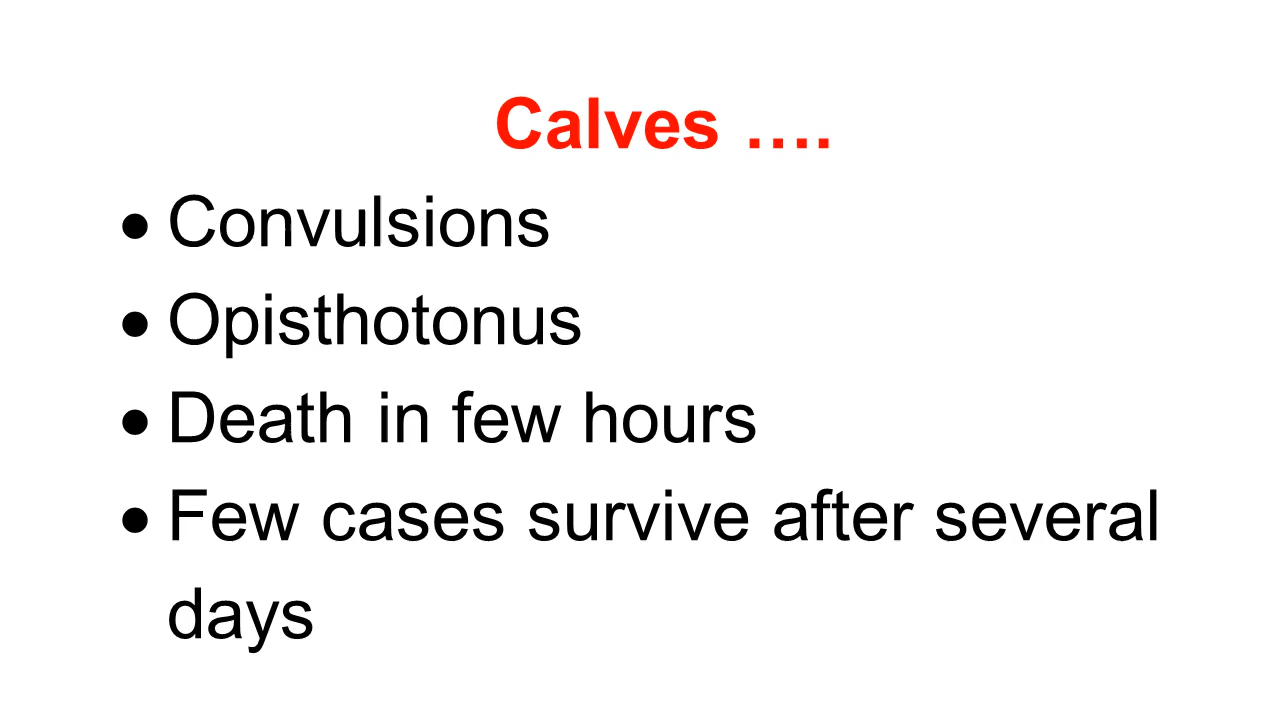 Calves ....
• Convulsions
• Opisthotonus
• Death in few hours
• Few cases survive after several
days